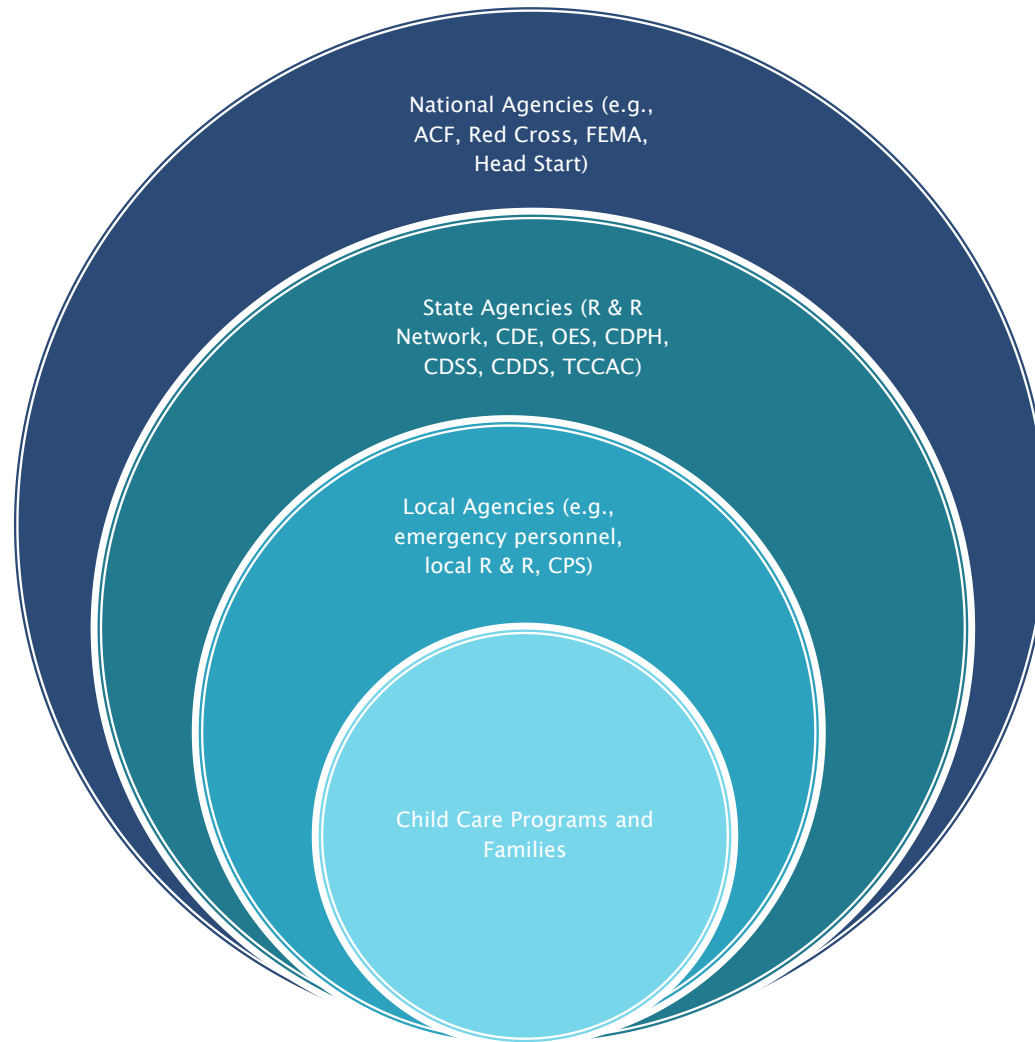 National Agencies (e.g.,
ACF, Red Cross, FEMA,
Head Start)
State Agencies (R & R
Network, CDE, OES, CDPH,
CDSS, CDDS, TCCAC)
Local Agencies (e.g.,
emergency personnel,
local R & R, CPS)
Child Care Programs and
Families